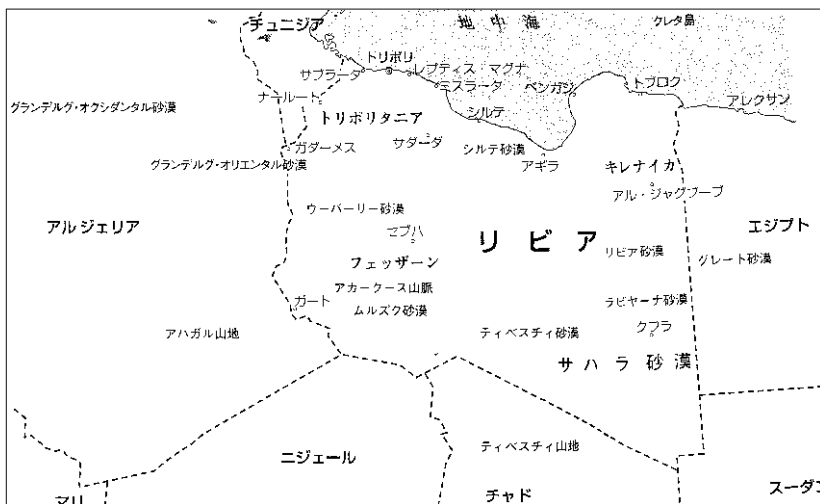 チュニジア
地中海
クレタ島
トリポリ
サブラータ
レプティス・マグナ
ミスラータ
ベンガジ
トブロク
ナールート
アレクサン
グランデルグ・オクシダンタル砂漠
トリポリタニア
シルテ
ガダーメス
サダーダ
シルテ砂漠
グランデルグ・オリエンタル砂漠
アギラ
キレナイカ
アル・ジャグブーブ
ウーバーリー砂漠
アルジェリア
セブハ
リビア
エジプト
リビア砂漠
グレート砂漠
フェッザーン
アカークース山脈
ガート
ムルズク砂漠
ラビヤーナ砂漠
アハガル山地
ティベスティ砂漠
クフラ
サハラ砂漠
ニジェール
ティベスティ山地
マリ
チャド
スーダン